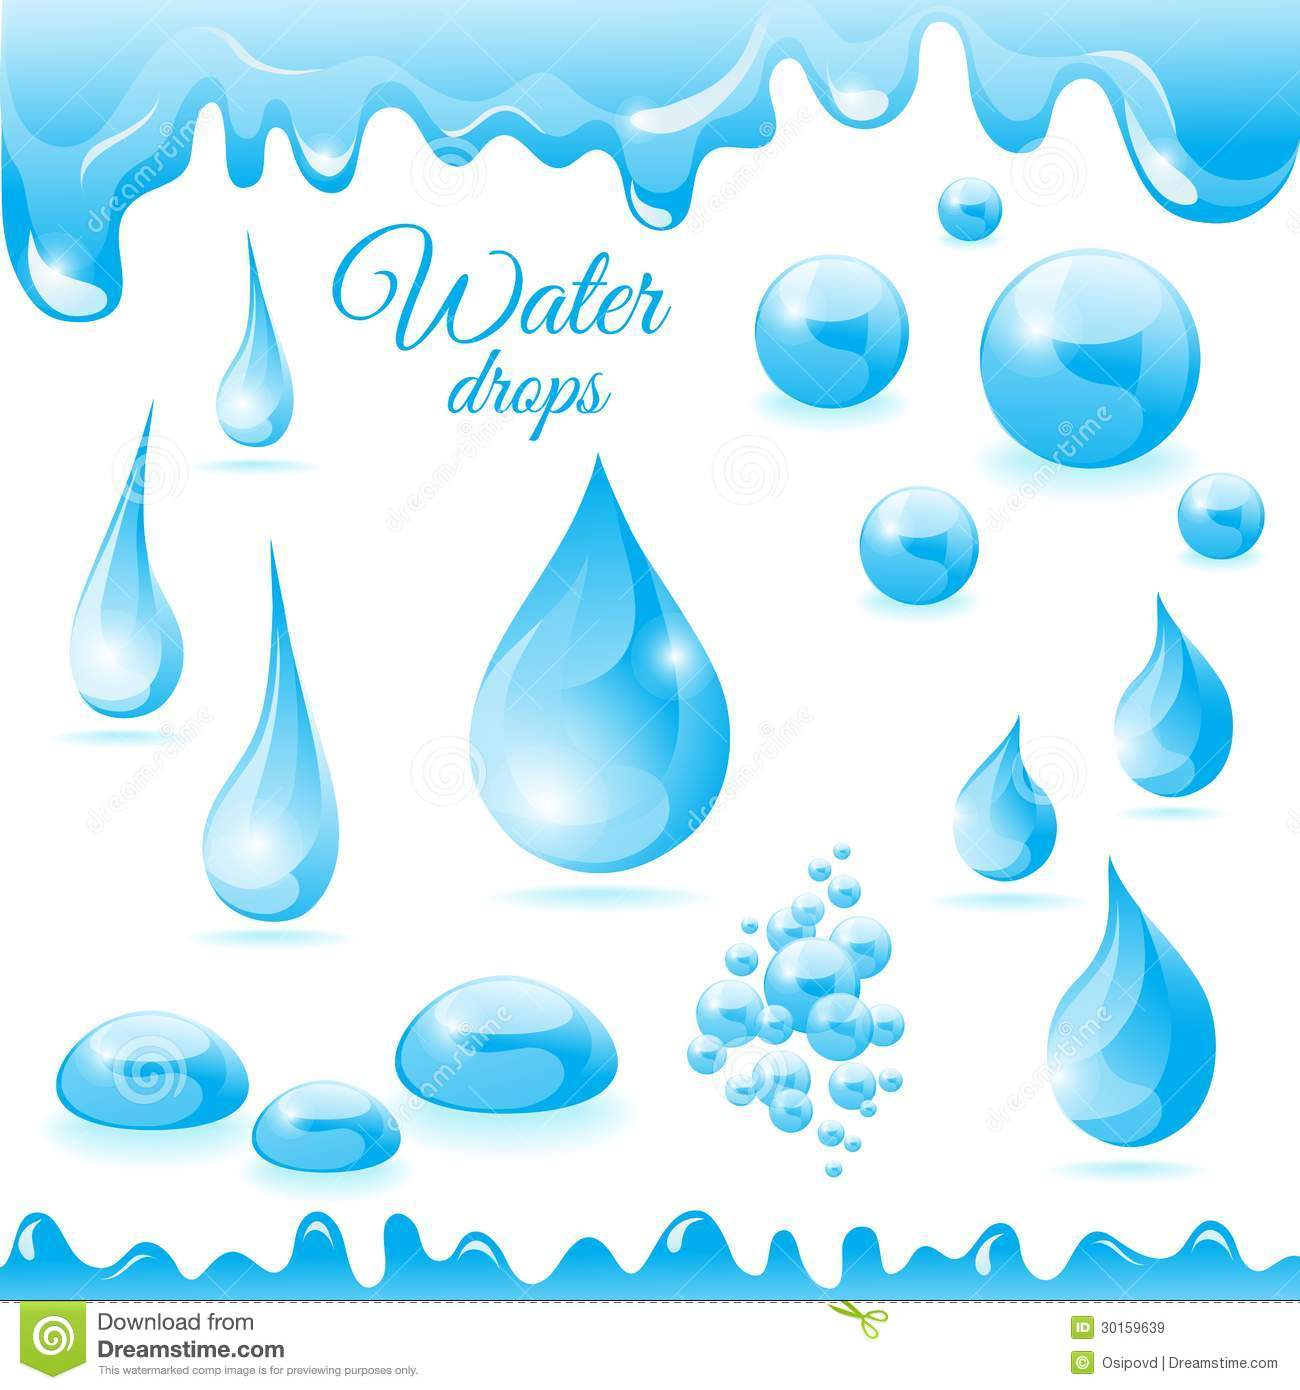 Water
drops
Download from
Dreamstime.com
This watermarked comp image is for previewing purposes only.
ID 30159639
© Osipovd | Dreamstime.com